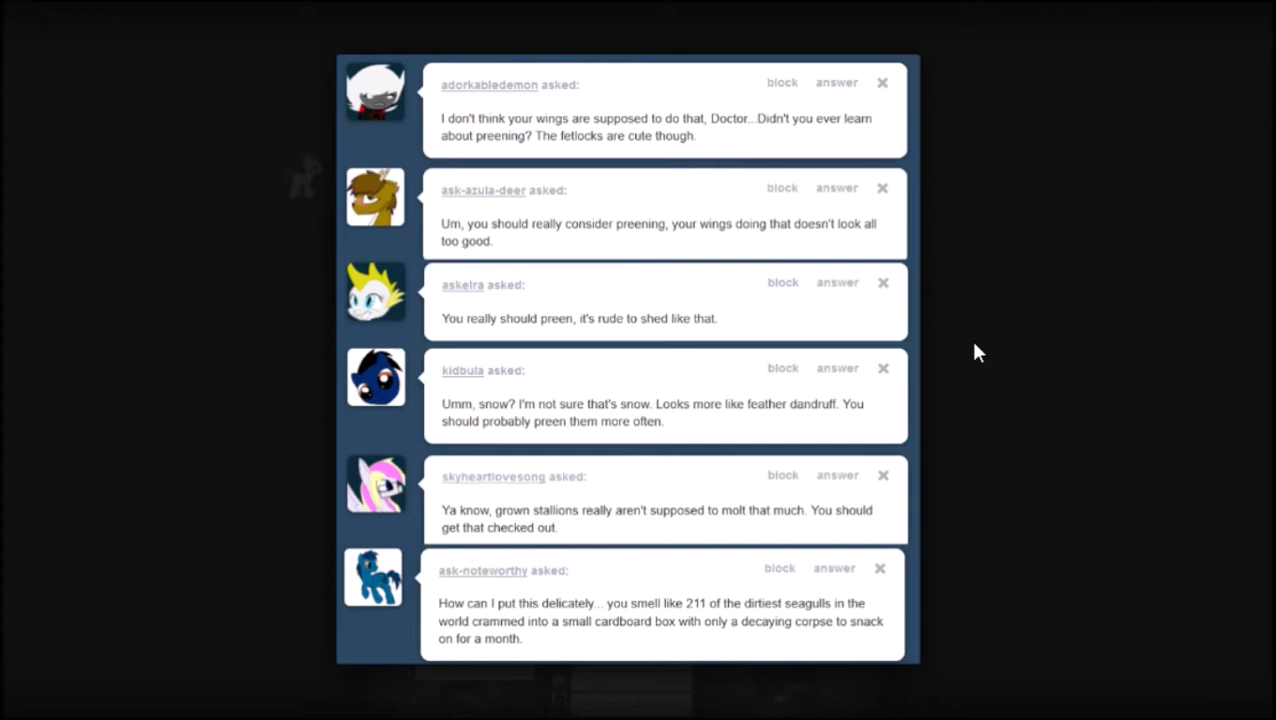 adorkabledemon asked: block answer
I don't think your wings are supposed to do that, Doctor...Didn't you ever learn
about preening? The fetlocks are cute though.
ask-azula-deer asked: block answer
Um, you should really consider preening, your wings doing that doesn't look all
too good.
askeira asked: block answer
You really should preen, it's rude to shed like that.
kidbula asked: block answer
Umm, snow? I'm not sure that's snow. Looks more like feather dandruff. You
should probably preen them more often.
skyheartlovesong asked: block answer
Ya know, grown stallions really aren't supposed to molt that much. You should
get that checked out.
ask-noteworthy asked: block answer
How can I put this delicately... you smell like 211 of the dirtiest seagulls in the
world crammed into a small cardboard box with only a decaying corpse to snack
on for a month.